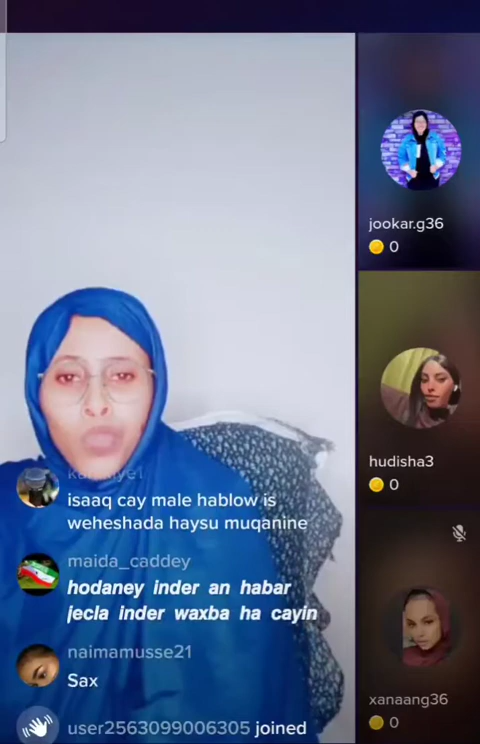 jookar.g36
0
hudisha3
0
isaaq cay male hablow is
weheshada haysu muqanine
maida_caddey
hodaney inder an habar
jecla inder waxba ha cayin
naimamusse21
Sax
xanaang36
0
user2563099006305 joined